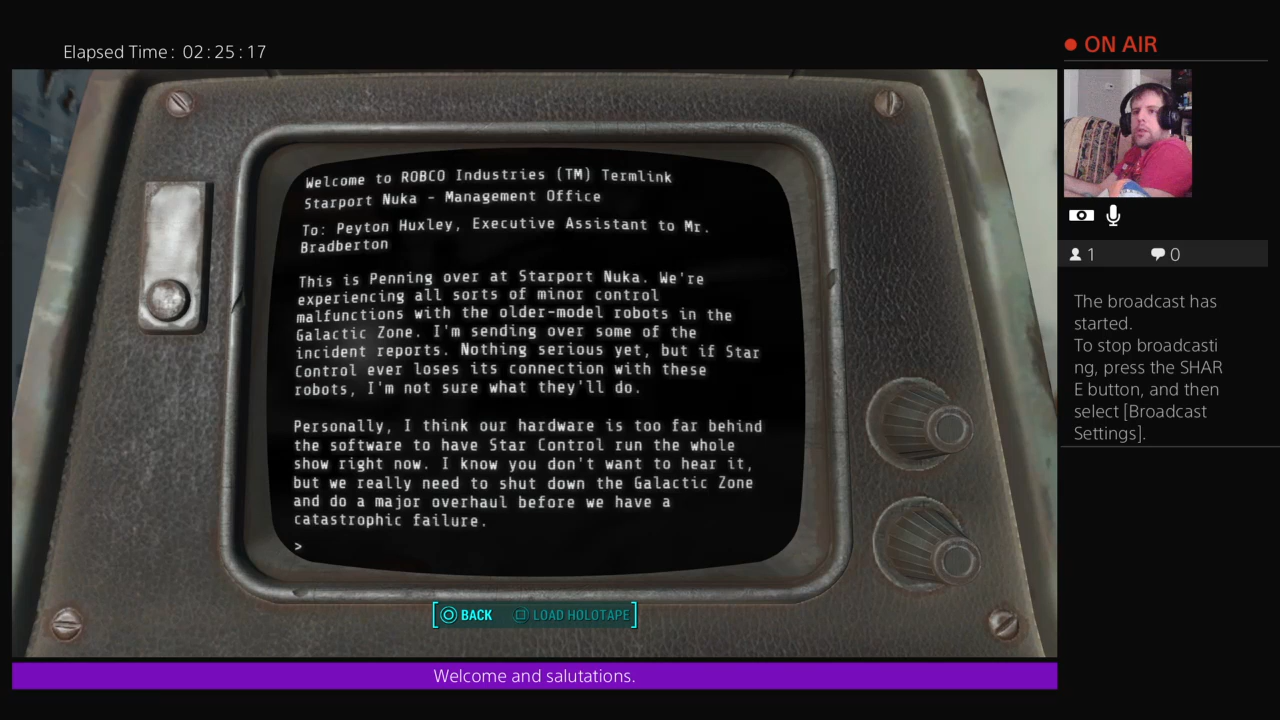 Elapsed Time: 02:25:17
ON AIR
Welcome to ROBCO Industries (TM) Termlink
Starport Nuka - Management Office
To: Peyton Huxley, Executive Assistant to Mr.
Bradberton
This is Penning over at Starport Nuka. We're
experiencing all sorts of minor control
malfunctions with the older-model robots in the
Galactic Zone. I'm sending over some of the
incident reports. Nothing serious yet, but if Star
Control ever loses its connection with these
robots, I'm not sure what they'll do.
Personally, I think our hardware is too far behind
the software to have Star Control run the whole
show right now. I know you don't want to hear it,
but we really need to shut down the Galactic Zone
and do a major overhaul before we have a
catastrophic failure.
>
BACK LOAD HOLOTAPE
Welcome and salutations.
1 0
The broadcast has
started.
To stop broadcasti
ng, press the SHAR
E button, and then
select [Broadcast
Settings].